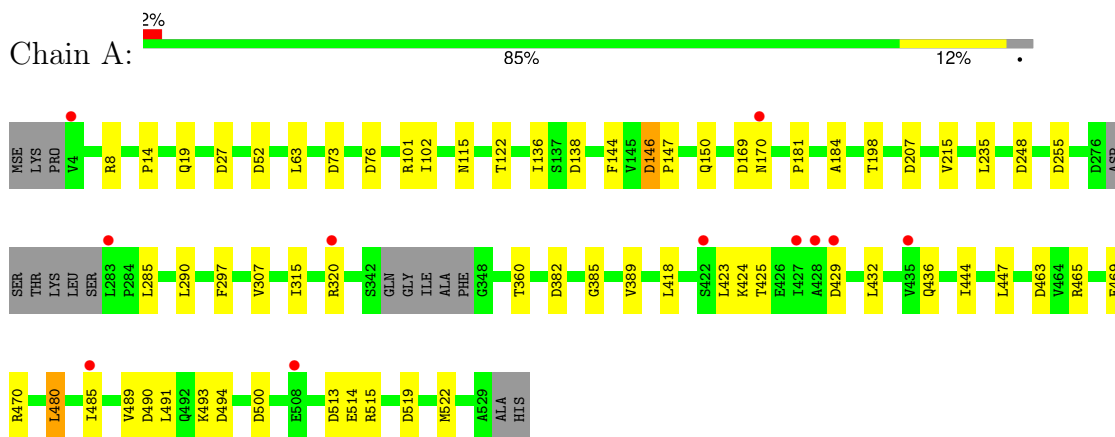 2%
Chain A:
85% 12% •
MSE LYS PRO V4 R8 P14 Q19 D27 D52 L63 D73 D76 R101 I102 N115 T122 I136 S137 D138 F144 V145 D146 P147 Q150 D169 N170 P181 A184 T198 D207 V215 L235 D248 D255 D276 ASP
SER THR LYS LEU SER L283 P284 L285 L290 F297 V307 I315 R320 S342 GLN GLY ILE ALA PHE G348 T360 D382 G385 V389 L418 S422 L423 K424 T425 E426 I427 A428 D429 L432 V435 Q436 I444 L447 D463 V464 R465
R470 L480 I485 V489 D490 L491 Q492 K493 D494 D500 E508 D513 E514 R515 D519 M522 A529 ALA HIS